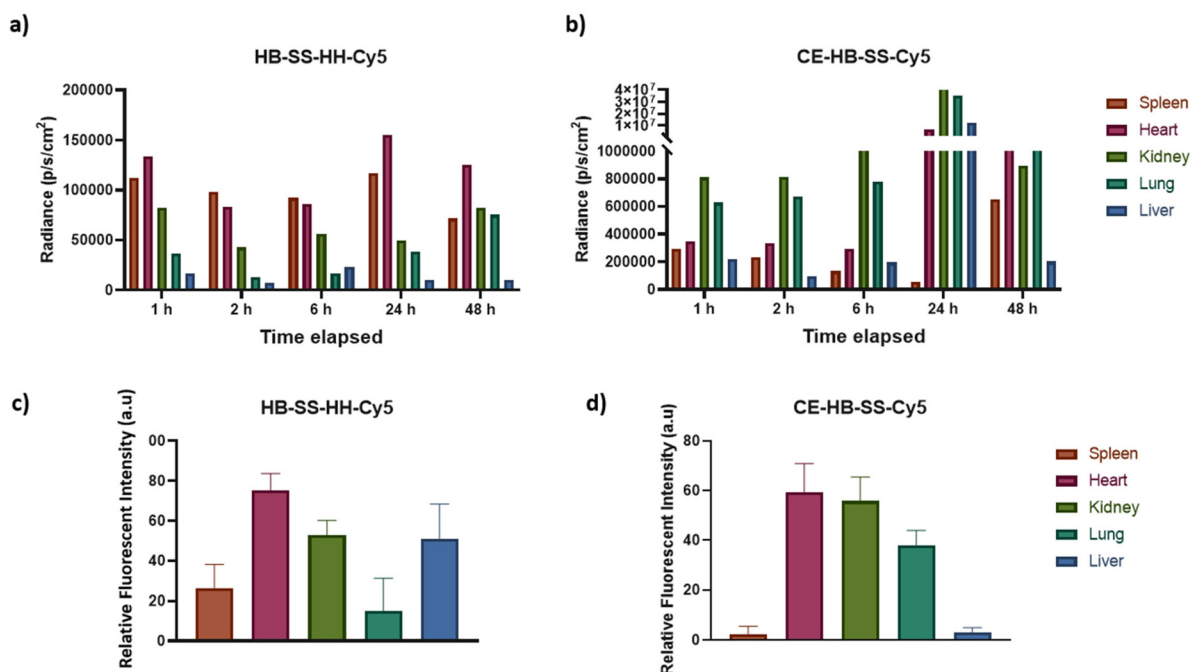 a)
HB-SS-HH-Cy5
Radiance (p/s/cm²)
200000
150000
100000
50000
0
1 h 2 h 6 h 24 h 48 h
Time elapsed
b)
CE-HB-SS-Cy5
Radiance (p/s/cm²)
4×10⁷
3×10⁷
2×10⁷
1×10⁷
1000000
800000
600000
400000
200000
0
1 h 2 h 6 h 24 h 48 h
Time elapsed
Spleen
Heart
Kidney
Lung
Liver
c)
HB-SS-HH-Cy5
Relative Fluorescent Intensity (a.u)
00
80
60
40
20
0
d)
CE-HB-SS-Cy5
Relative Fluorescent Intensity (a.u)
80
60
40
20
0
Spleen
Heart
Kidney
Lung
Liver